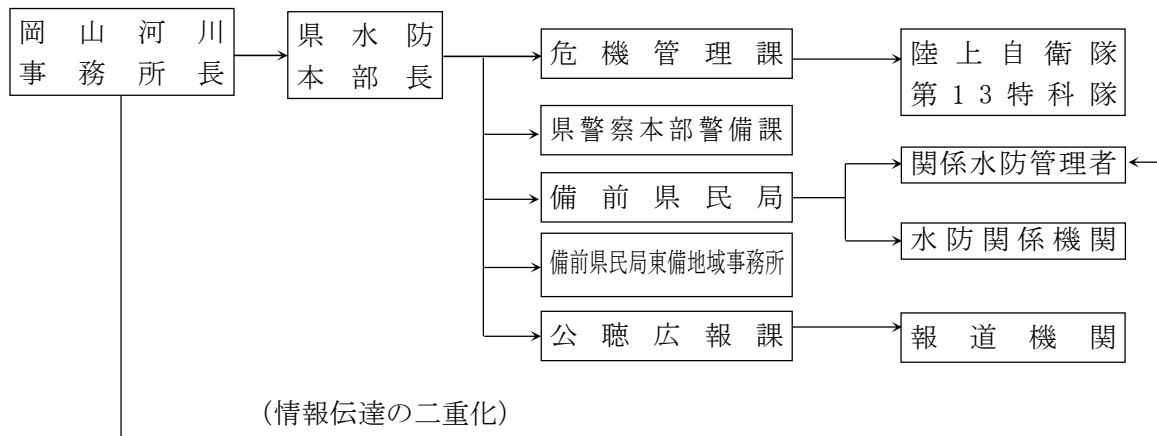 岡山河川
事務所長
県水防
本部長
危機管理課
陸上自衛隊
第13特科隊
県警察本部警備課
備前県民局
関係水防管理者
水防関係機関
備前県民局東備地域事務所
公聴広報課
報道機関
（情報伝達の二重化）